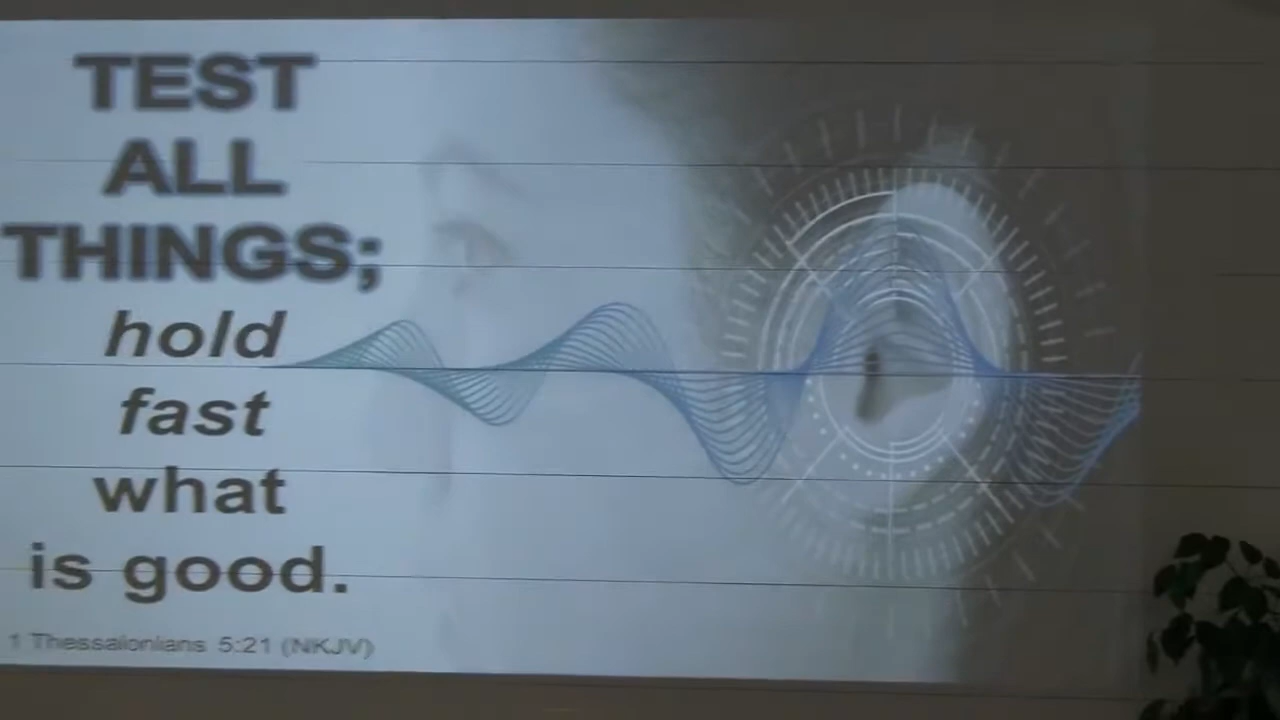 TEST
ALL
THINGS;
hold
fast
what
is good.
1 Thessalonians 5:21 (NKJV)